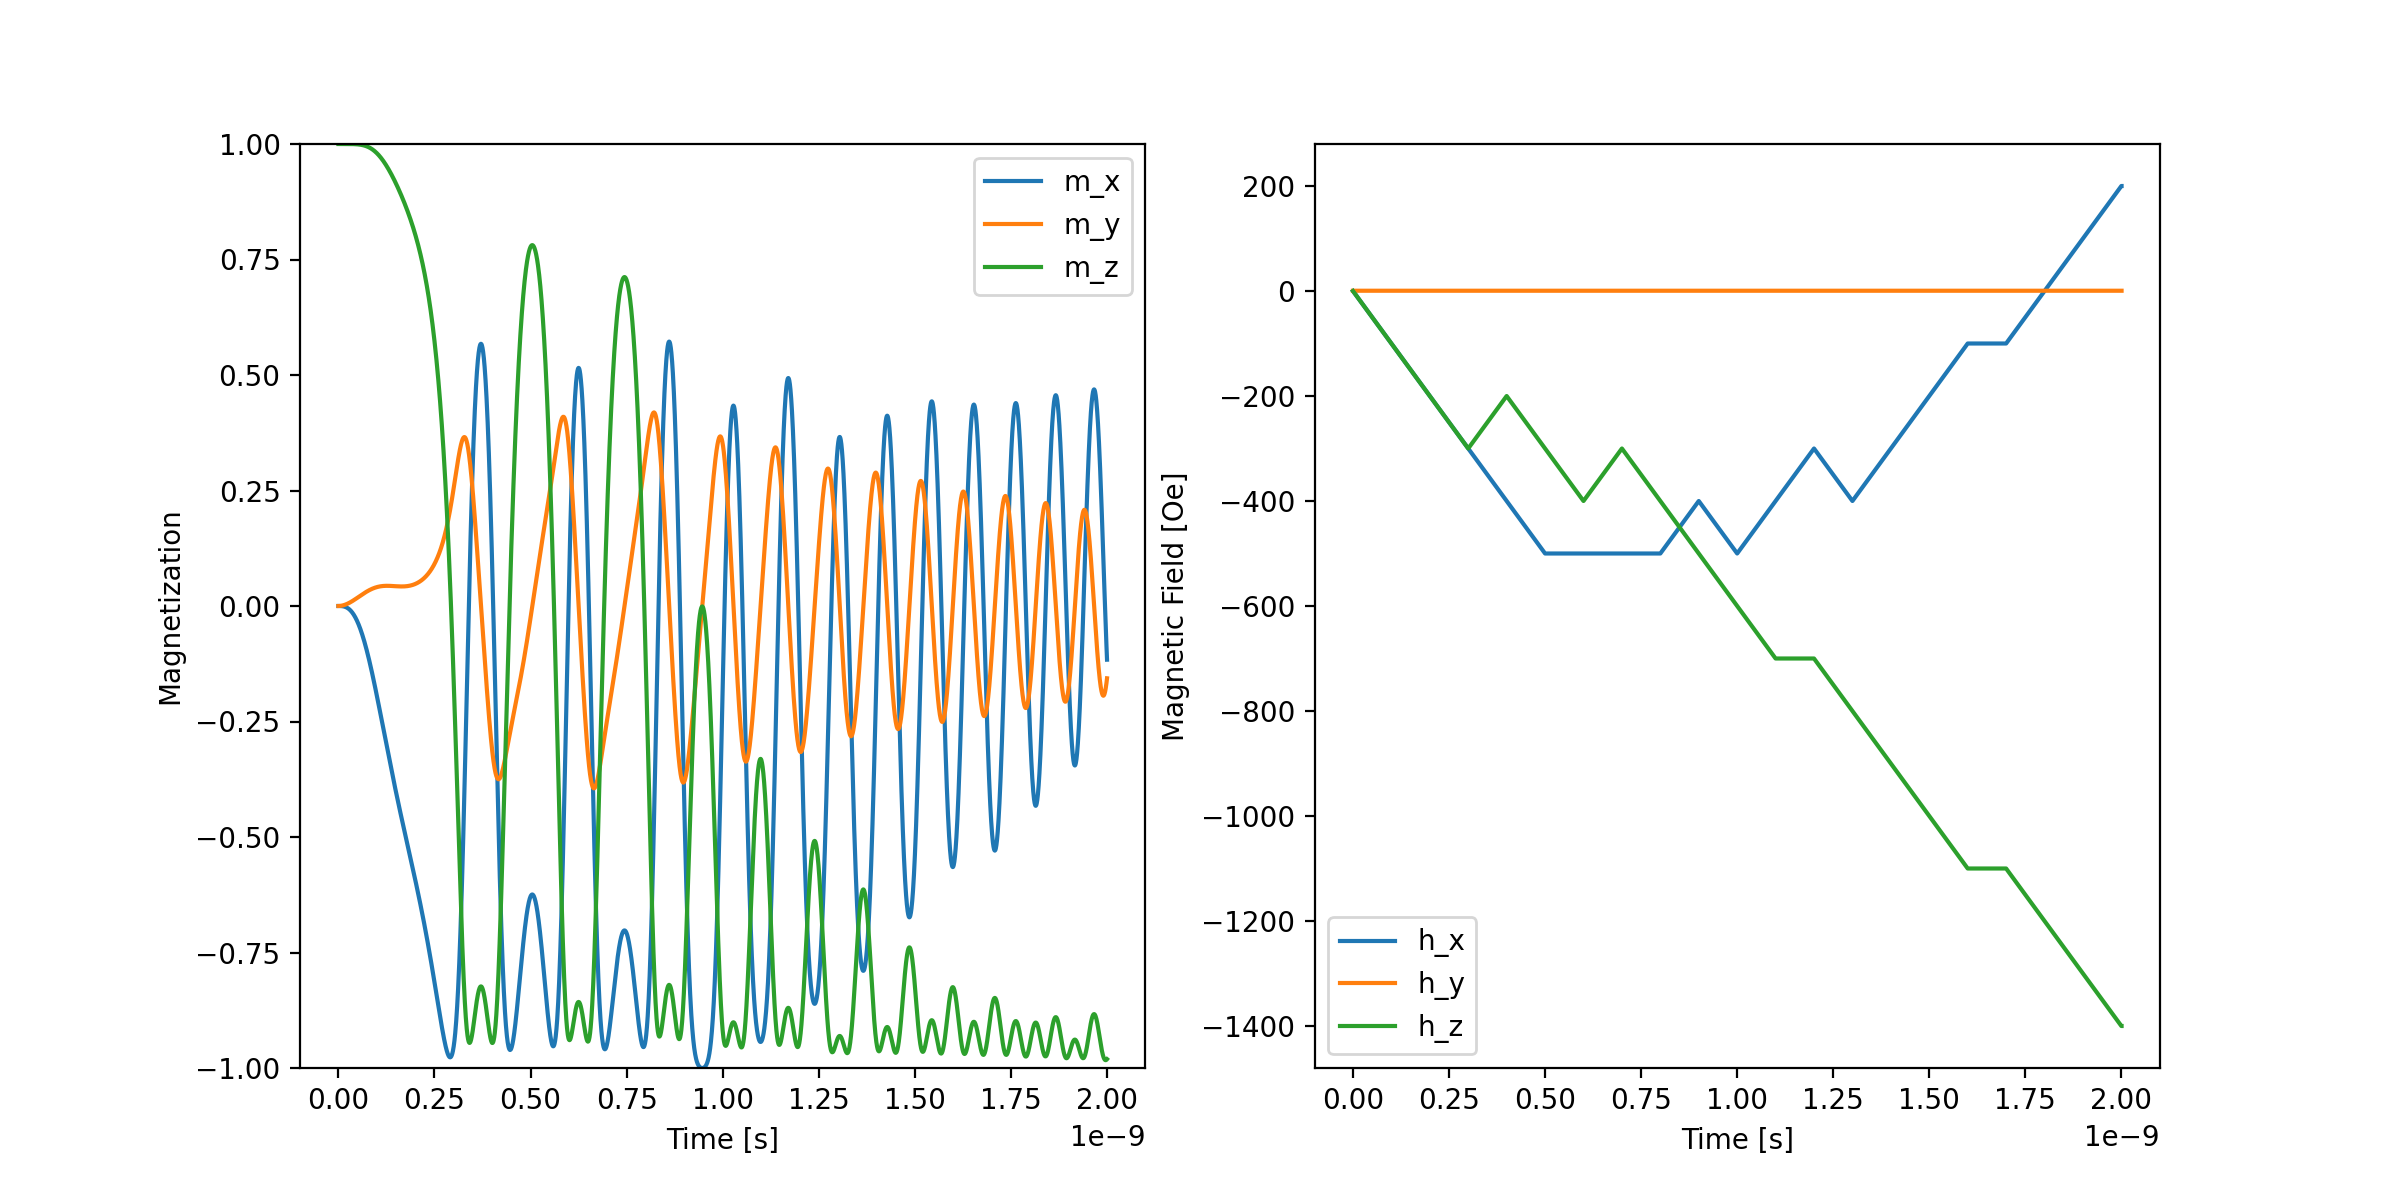 1.00
0.75
0.50
0.25
0.00
−0.25
−0.50
−0.75
−1.00
Magnetization
m_x
m_y
m_z
0.00 0.25 0.50 0.75 1.00 1.25 1.50 1.75 2.00
Time [s]
1e−9
200
0
−200
−400
−600
−800
−1000
−1200
−1400
Magnetic Field [Oe]
h_x
h_y
h_z
0.00 0.25 0.50 0.75 1.00 1.25 1.50 1.75 2.00
Time [s]
1e−9